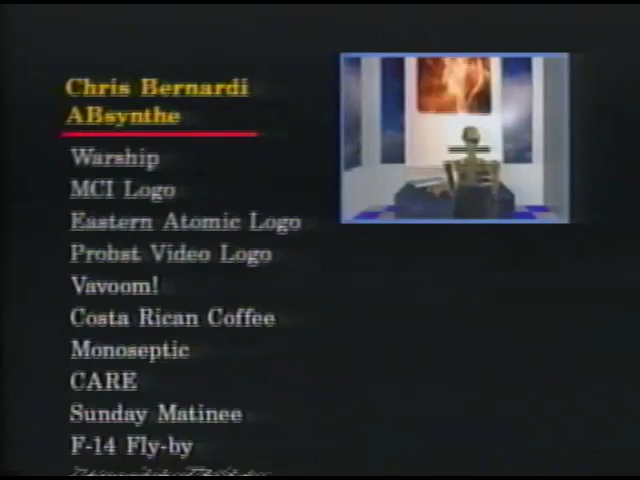 Chris Bernardi
ABsynthe
Warship
MCI Logo
Eastern Atomic Logo
Probst Video Logo
Vavoom!
Costa Rican Coffee
Monoseptic
CARE
Sunday Matinee
F-14 Fly-by